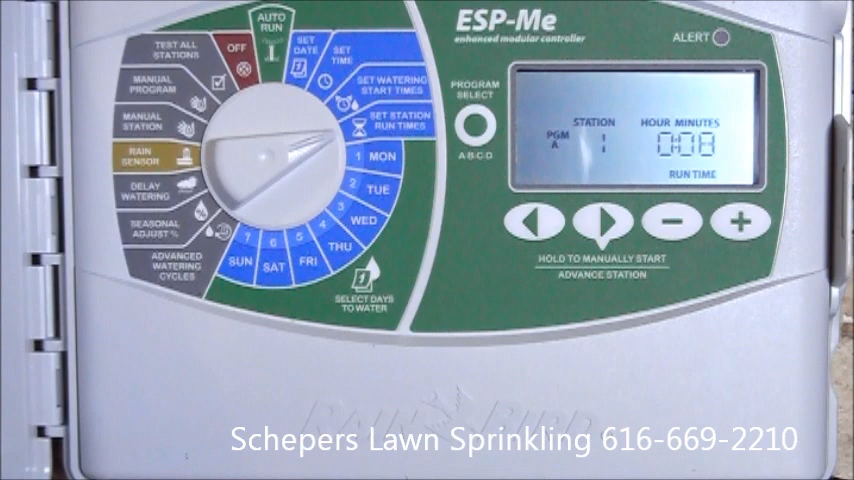 ESP-Me
enhanced modular controller
ALERT
AUTO
RUN
OFF
SET
DATE
SET
TIME
SET WATERING
START TIMES
SET STATION
RUN TIMES
1 MON
2 TUE
3 WED
4 THU
5 FRI
6 SAT
7 SUN
SELECT DAYS
TO WATER
TEST ALL
STATIONS
MANUAL
PROGRAM
MANUAL
STATION
RAIN
SENSOR
DELAY
WATERING
SEASONAL
ADJUST %
ADVANCED
WATERING
CYCLES
PROGRAM
SELECT
A B C D
STATION HOUR MINUTES
PGM
A 1 0:08
RUN TIME
HOLD TO MANUALLY START
ADVANCE STATION
RAIN BIRD
Schepers Lawn Sprinkling 616-669-2210